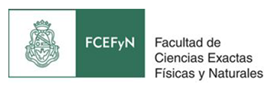 FCEFyN
Facultad de
Ciencias Exactas
Físicas y Naturales